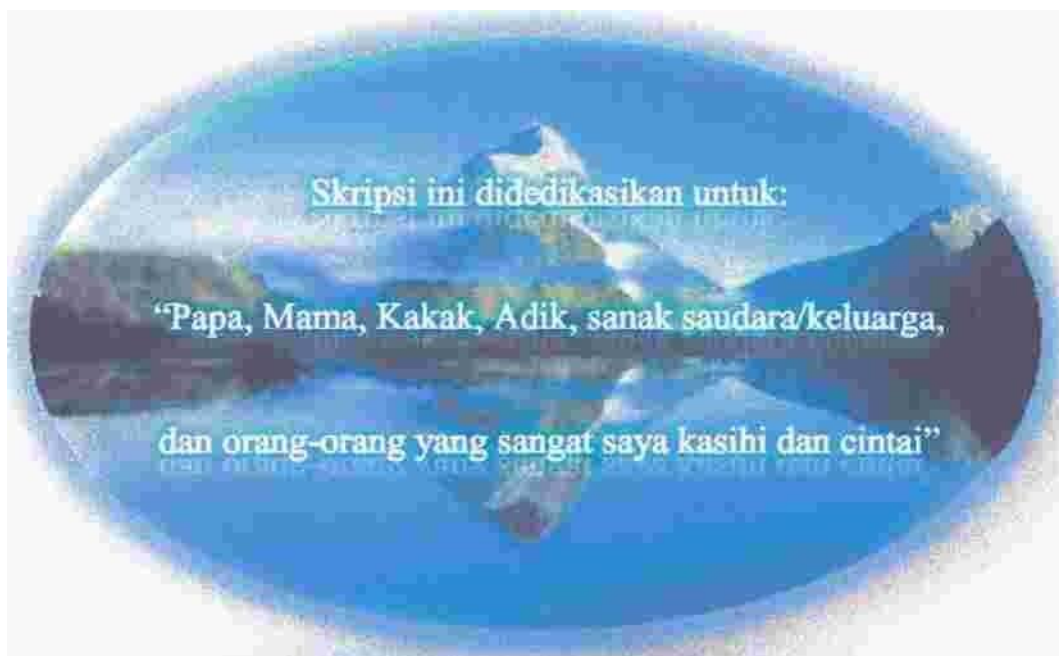 Skripsi ini didedikasikan untuk:
“Papa, Mama, Kakak, Adik, sanak saudara/keluarga,
dan orang-orang yang sangat saya kasihi dan cintai”